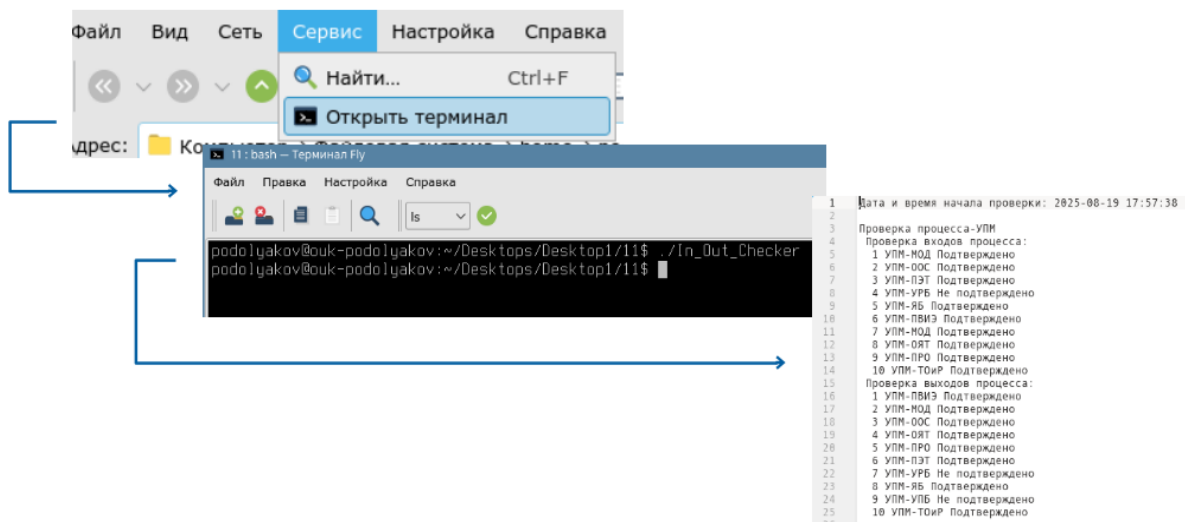 Файл Вид Сеть Сервис Настройка Справка
Найти... Ctrl+F
Открыть терминал
Адрес:
11 : bash — Терминал Fly
Файл Правка Настройка Справка
ls
podolyakov@ouk-podolyakov:~/Desktops/Desktop1/11$ ./In_Out_Checker
podolyakov@ouk-podolyakov:~/Desktops/Desktop1/11$
1 Дата и время начала проверки: 2025-08-19 17:57:38
2
3 Проверка процесса-УПМ
4 Проверка входов процесса:
5 1 УПМ-МОД Подтверждено
6 2 УПМ-ООС Подтверждено
7 3 УПМ-ПЭТ Подтверждено
8 4 УПМ-УРБ Не подтверждено
9 5 УПМ-ЯБ Подтверждено
10 6 УПМ-ПВИЭ Подтверждено
11 7 УПМ-МОД Подтверждено
12 8 УПМ-ОЯТ Подтверждено
13 9 УПМ-ПРО Подтверждено
14 10 УПМ-ТОиР Подтверждено
15 Проверка выходов процесса:
16 1 УПМ-ПВИЭ Подтверждено
17 2 УПМ-МОД Подтверждено
18 3 УПМ-ООС Подтверждено
19 4 УПМ-ОЯТ Подтверждено
20 5 УПМ-ПРО Подтверждено
21 6 УПМ-ПЭТ Подтверждено
22 7 УПМ-УРБ Не подтверждено
23 8 УПМ-ЯБ Подтверждено
24 9 УПМ-УПБ Не подтверждено
25 10 УПМ-ТОиР Подтверждено